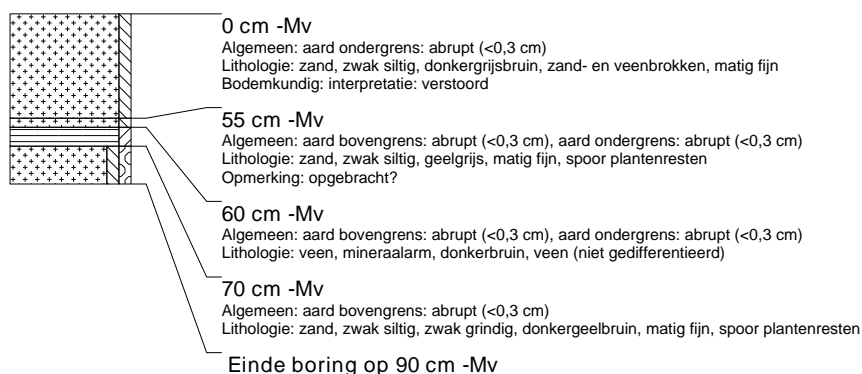 0 cm -Mv
Algemeen: aard ondergrens: abrupt (<0,3 cm)
Lithologie: zand, zwak siltig, donkergrijsbruin, zand- en veenbrokken, matig fijn
Bodemkundig: interpretatie: verstoord
55 cm -Mv
Algemeen: aard bovengrens: abrupt (<0,3 cm), aard ondergrens: abrupt (<0,3 cm)
Lithologie: zand, zwak siltig, geelgrijs, matig fijn, spoor plantenresten
Opmerking: opgebracht?
60 cm -Mv
Algemeen: aard bovengrens: abrupt (<0,3 cm), aard ondergrens: abrupt (<0,3 cm)
Lithologie: veen, mineraalarm, donkerbruin, veen (niet gedifferentieerd)
70 cm -Mv
Algemeen: aard bovengrens: abrupt (<0,3 cm)
Lithologie: zand, zwak siltig, zwak grindig, donkergeelbruin, matig fijn, spoor plantenresten
Einde boring op 90 cm -Mv